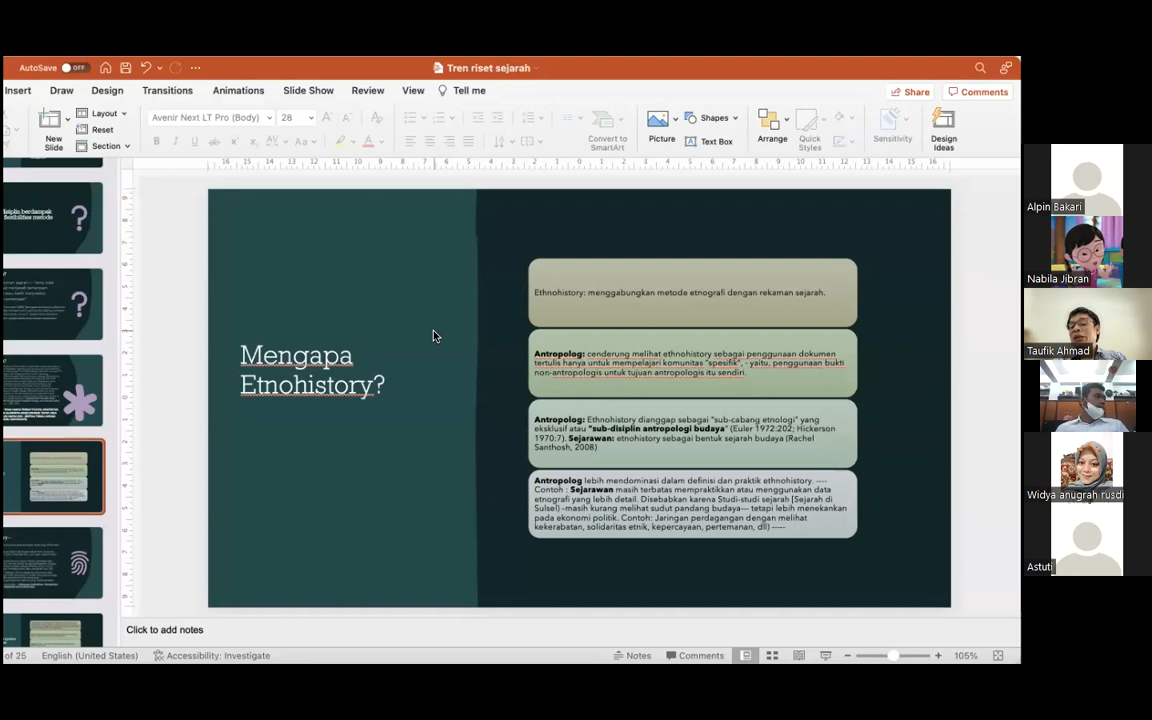 AutoSave OFF
Tren riset sejarah
Insert Draw Design Transitions Animations Slide Show Review View Tell me
Share Comments
New Slide
Layout
Reset
Section
Avenir Next LT Pro (Body) 28
Convert to SmartArt
Picture
Shapes
Text Box
Arrange
Quick Styles
Sensitivity
Design Ideas
Mengapa
Etnohistory?
Ethnohistory: menggabungkan metode etnografi dengan rekaman sejarah.
Antropolog: cenderung melihat ethnohistory sebagai penggunaan dokumen
tertulis hanya untuk mempelajari komunitas "spesifik", - yaitu, penggunaan bukti
non-antropologis untuk tujuan antropologis itu sendiri.
Antropolog: Ethnohistory dianggap sebagai "sub-cabang etnologi" yang
eksklusif atau "sub-disiplin antropologi budaya" (Euler 1972:202; Hickerson
1970:7). Sejarawan: etnohistory sebagai bentuk sejarah budaya (Rachel
Santhosh, 2008)
Antropolog lebih mendominasi dalam definisi dan praktik ethnohistory. ----
Contoh : Sejarawan masih terbatas mempraktikkan atau menggunakan data
etnografi yang lebih detail. Disebabkan karena Studi-studi sejarah [Sejarah di
Sulsel) –masih kurang melihat sudut pandang budaya--- tetapi lebih menekankan
pada ekonomi politik. Contoh: Jaringan perdagangan dengan melihat
kekerabatan, solidaritas etnik, kepercayaan, pertemanan, dll) -----
Click to add notes
of 25 English (United States) Accessibility: Investigate Notes Comments 105%
Alpin Bakari
Nabila Jibran
Taufik Ahmad
Widya anugrah rusdi
Astuti